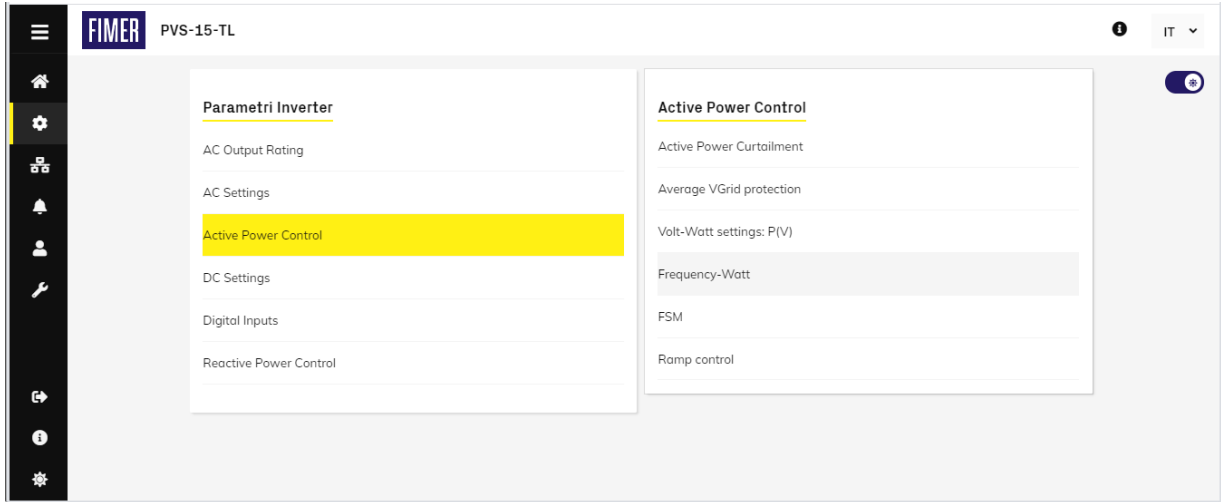 FIMER
PVS-15-TL
IT
Parametri Inverter
AC Output Rating
AC Settings
Active Power Control
DC Settings
Digital Inputs
Reactive Power Control
Active Power Control
Active Power Curtailment
Average VGrid protection
Volt-Watt settings: P(V)
Frequency-Watt
FSM
Ramp control